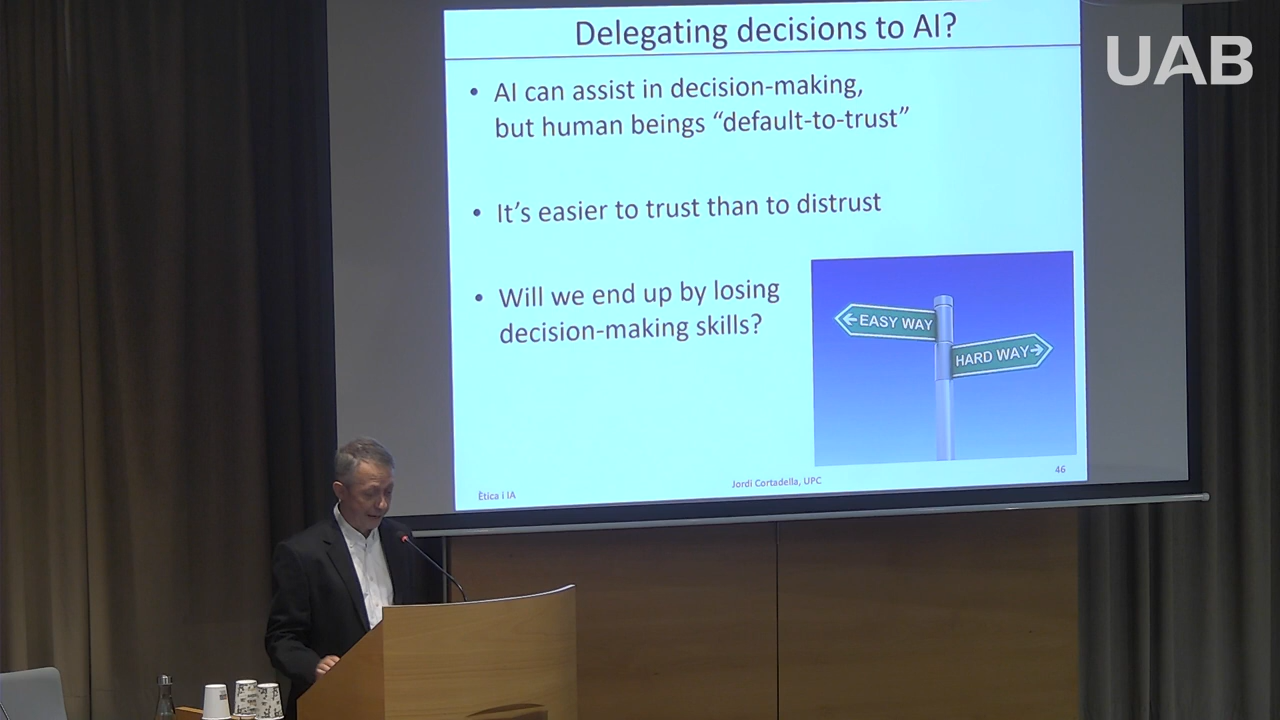 Delegating decisions to AI?
UAB
• AI can assist in decision-making,
but human beings “default-to-trust”
• It’s easier to trust than to distrust
• Will we end up by losing
decision-making skills?
EASY WAY
HARD WAY
Ètica i IA
Jordi Cortadella, UPC
46